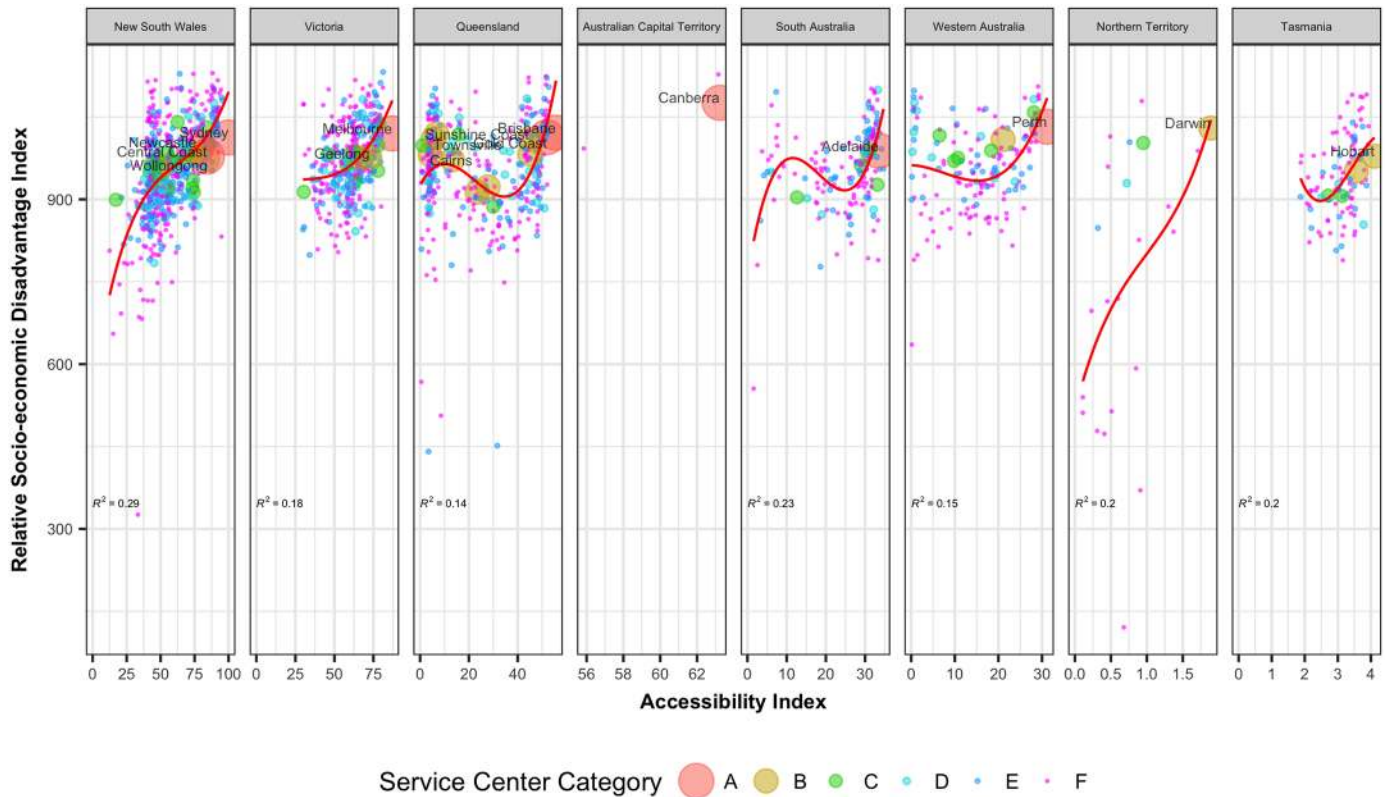 New South Wales
Victoria
Queensland
Australian Capital Territory
South Australia
Western Australia
Northern Territory
Tasmania
Relative Socio-economic Disadvantage Index
900
600
300
Sydney
Newcastle
Central Coast
Wollongong
R² = 0.29
Melbourne
Geelong
R² = 0.18
Sunshine Coast
Brisbane
Townsville
Gold Coast
Cairns
R² = 0.14
Canberra
Adelaide
R² = 0.23
Perth
R² = 0.15
Darwin
R² = 0.2
Hobart
R² = 0.2
0 25 50 75 100
0 25 50 75
0 20 40
56 58 60 62
0 10 20 30
0 10 20 30
0.0 0.5 1.0 1.5
0 1 2 3 4
Accessibility Index
Service Center Category A B C D E F